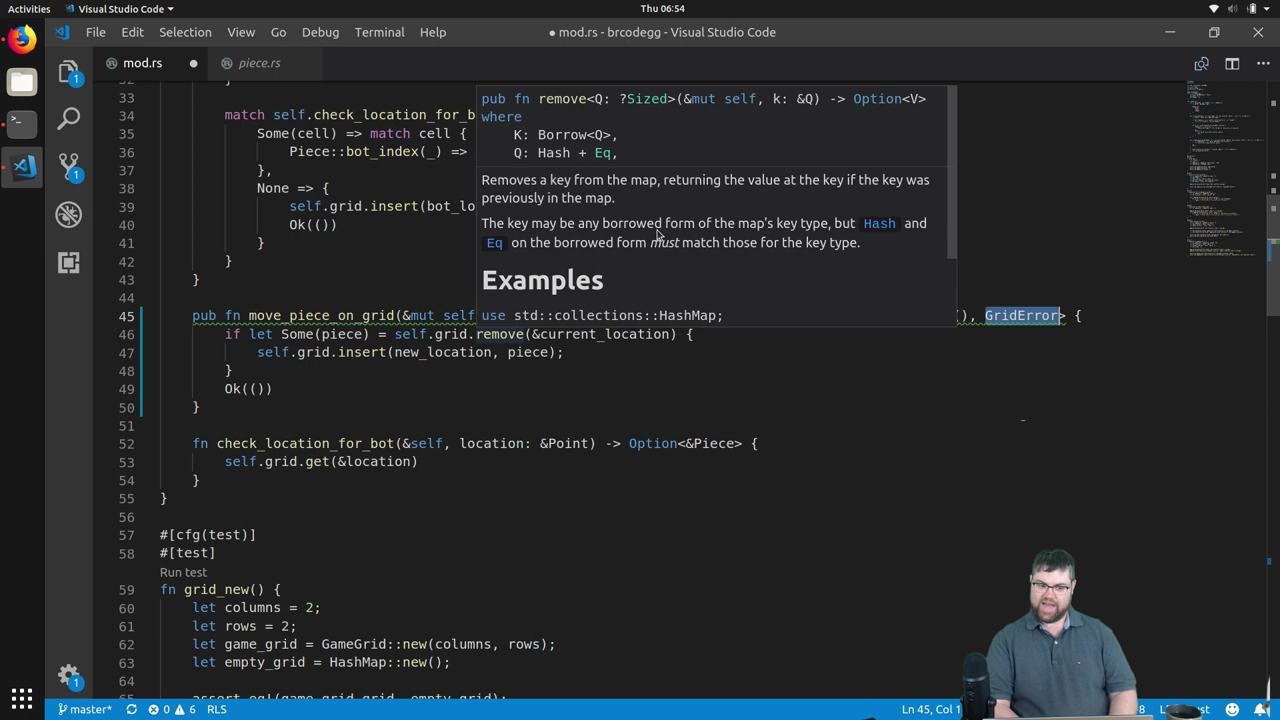 Activities
Visual Studio Code
Thu 06:54
File Edit Selection View Go Debug Terminal Help
● mod.rs - brcodegg - Visual Studio Code
mod.rs
piece.rs
33
34 match self.check_location_for_b
35 Some(cell) => match cell {
36 Piece::bot_index(_) =>
37 },
38 None => {
39 self.grid.insert(bot_lo
40 Ok(())
41 }
42 }
43 }
44
pub fn remove<Q: ?Sized>(&mut self, k: &Q) -> Option<V>
where
K: Borrow<Q>,
Q: Hash + Eq,
Removes a key from the map, returning the value at the key if the key was
previously in the map.
The key may be any borrowed form of the map's key type, but Hash and
Eq on the borrowed form must match those for the key type.
Examples
use std::collections::HashMap;
45 pub fn move_piece_on_grid(&mut self (), GridError> {
46 if let Some(piece) = self.grid.remove(&current_location) {
47 self.grid.insert(new_location, piece);
48 }
49 Ok(())
50 }
51
52 fn check_location_for_bot(&self, location: &Point) -> Option<&Piece> {
53 self.grid.get(&location)
54 }
55 }
56
57 #[cfg(test)]
58 #[test]
Run test
59 fn grid_new() {
60 let columns = 2;
61 let rows = 2;
62 let game_grid = GameGrid::new(columns, rows);
63 let empty_grid = HashMap::new();
64
master* 0 6 RLS
Ln 45, Col 1